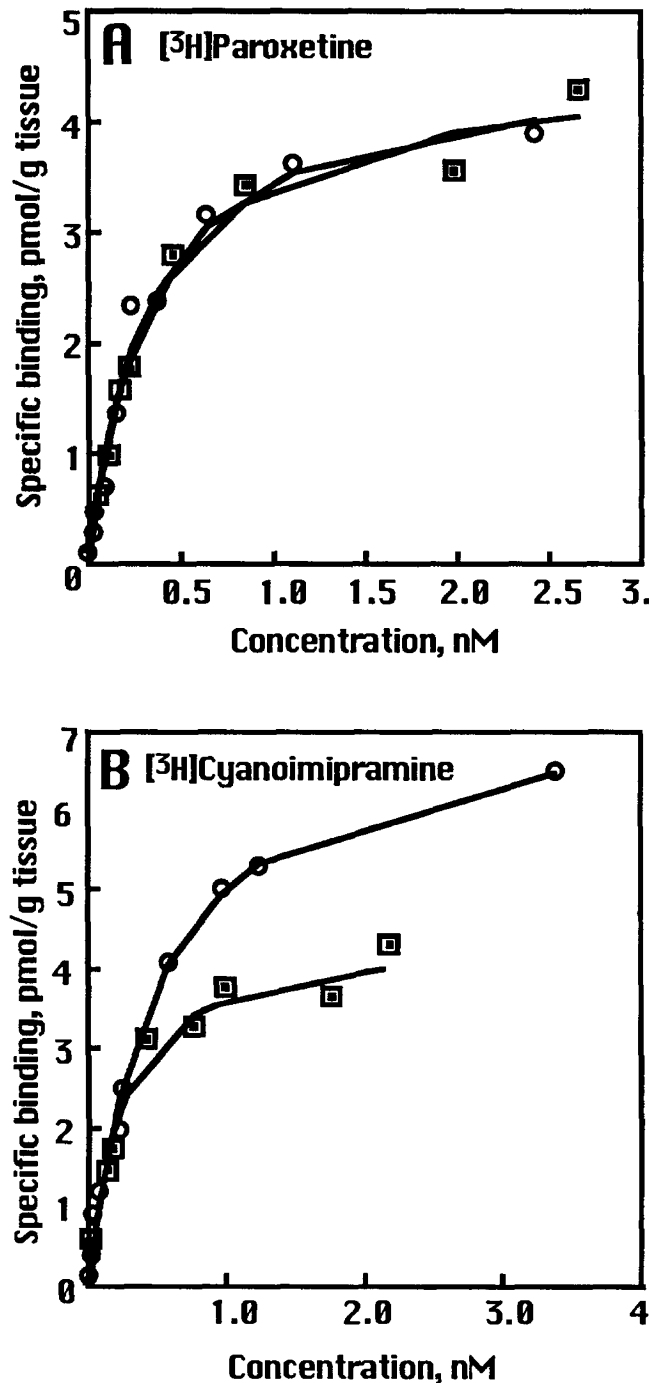 A [³H]Paroxetine
Specific binding, pmol/g tissue
5
4
3
2
1
0
0.5 1.0 1.5 2.0 2.5 3.
Concentration, nM
B [³H]Cyanoimipramine
Specific binding, pmol/g tissue
7
6
5
4
3
2
1
0
1.0 2.0 3.0 4
Concentration, nM